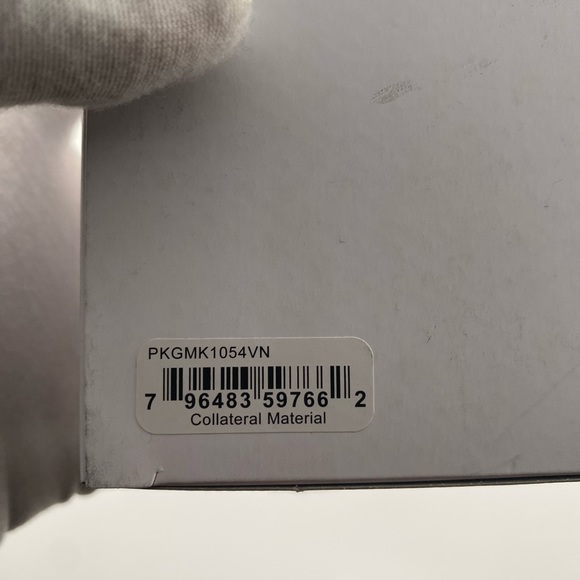 PKGMK1054VN
7 96483 59766 2
Collateral Material